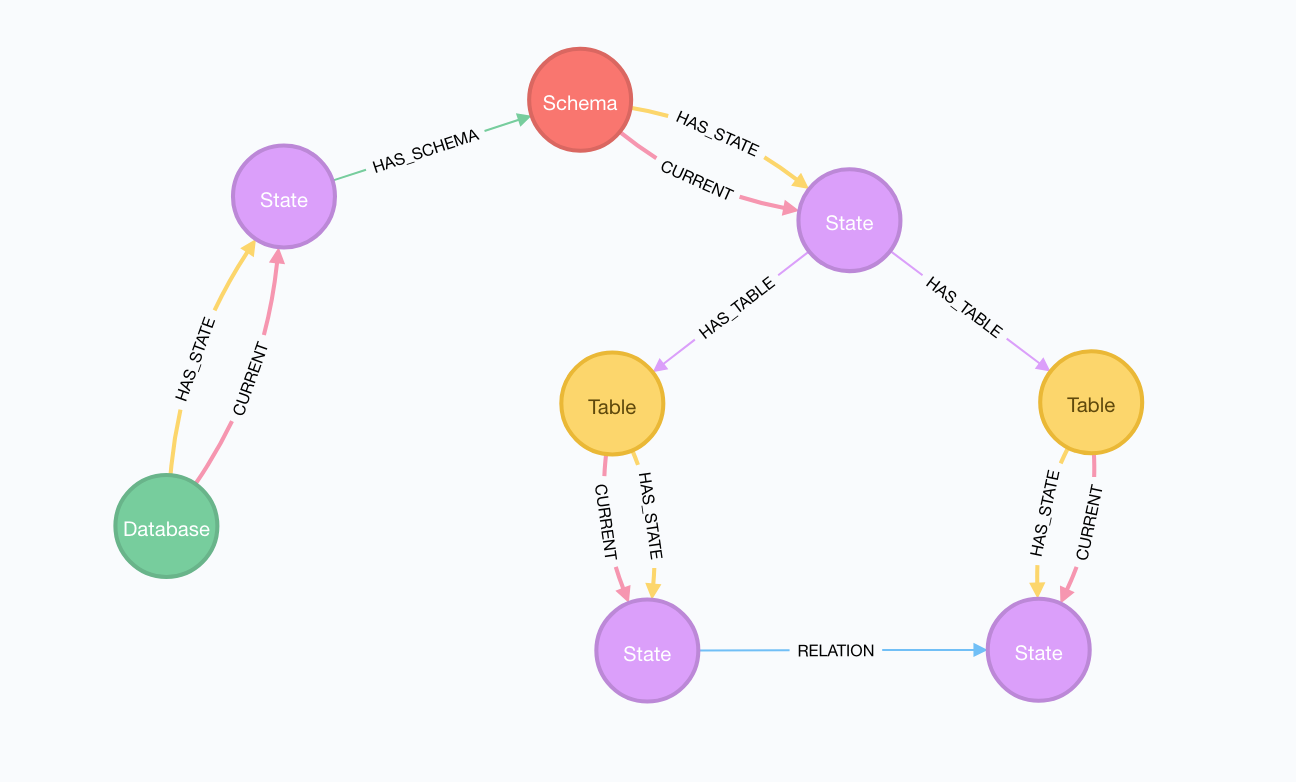 Schema
HAS_STATE
HAS_SCHEMA
CURRENT
State
State
HAS_TABLE
HAS_TABLE
HAS_STATE
CURRENT
Table
Table
Database
CURRENT
HAS_STATE
HAS_STATE
CURRENT
State
RELATION
State